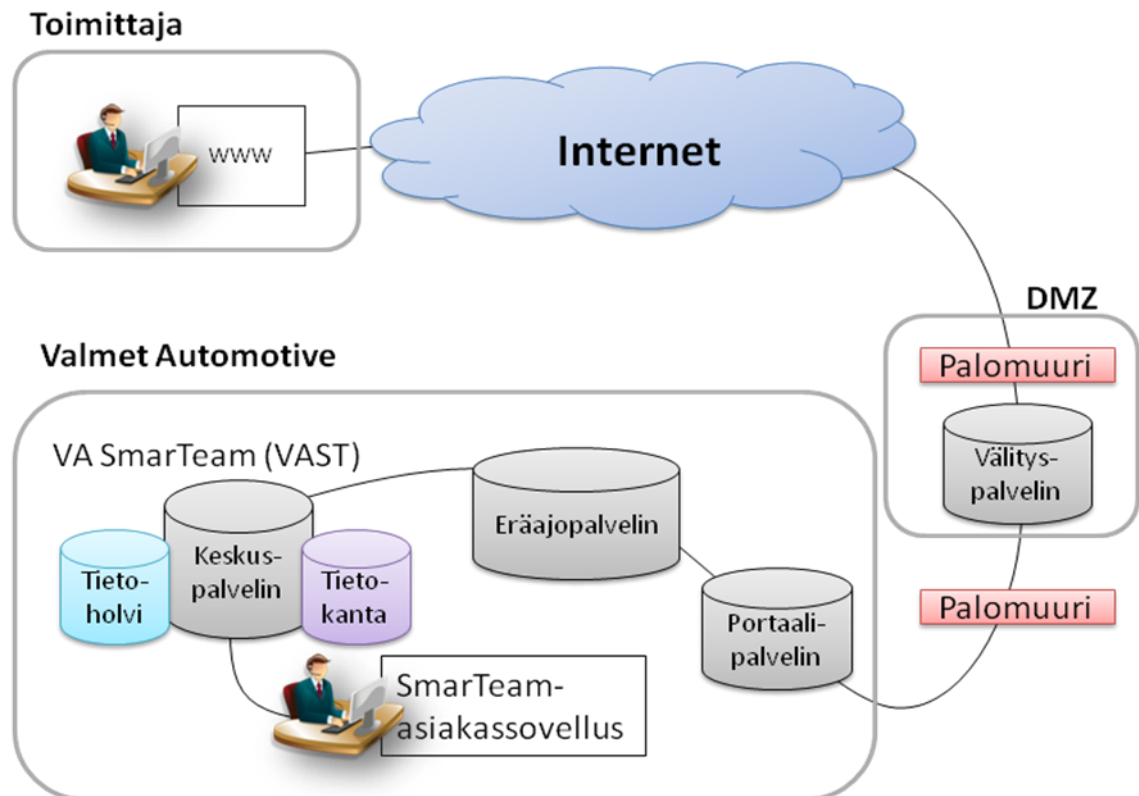 Toimittaja
www
Internet
DMZ
Palomuuri
Välitys-
palvelin
Palomuuri
Valmet Automotive
VA SmarTeam (VAST)
Keskus-
palvelin
Tieto-
holvi
Tieto-
kanta
Eräajopalvelin
Portaali-
palvelin
SmarTeam-
asiakassovellus